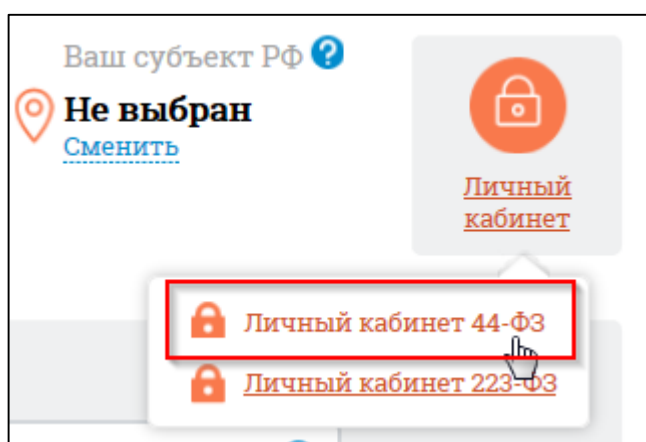 Ваш субъект РФ ?
Не выбран
Сменить
Личный
кабинет
Личный кабинет 44-ФЗ
Личный кабинет 223-ФЗ